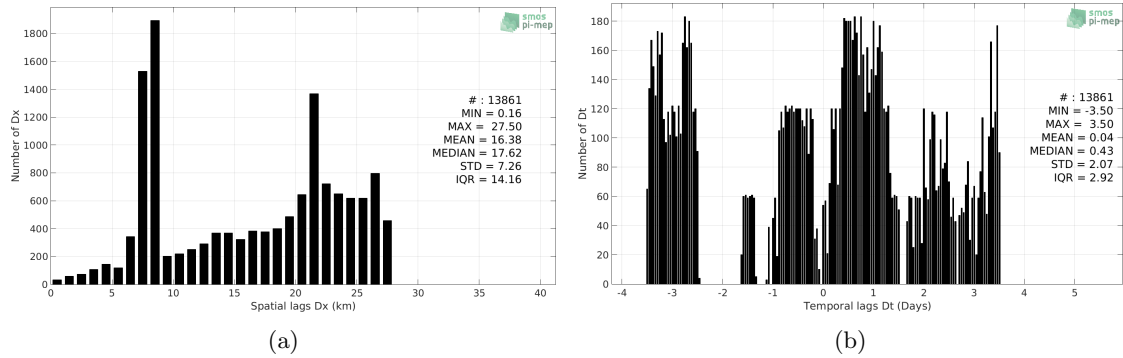 smos
pi-mep
1800
1600
1400
1200
1000
800
600
400
200
0
Number of Dx
# : 13861
MIN = 0.16
MAX = 27.50
MEAN = 16.38
MEDIAN = 17.62
STD = 7.26
IQR = 14.16
0 5 10 15 20 25 30 35 40
Spatial lags Dx (km)
(a)
smos
pi-mep
180
160
140
120
100
80
60
40
20
0
Number of Dt
# : 13861
MIN = -3.50
MAX = 3.50
MEAN = 0.04
MEDIAN = 0.43
STD = 2.07
IQR = 2.92
-4 -3 -2 -1 0 1 2 3 4 5
Temporal lags Dt (Days)
(b)